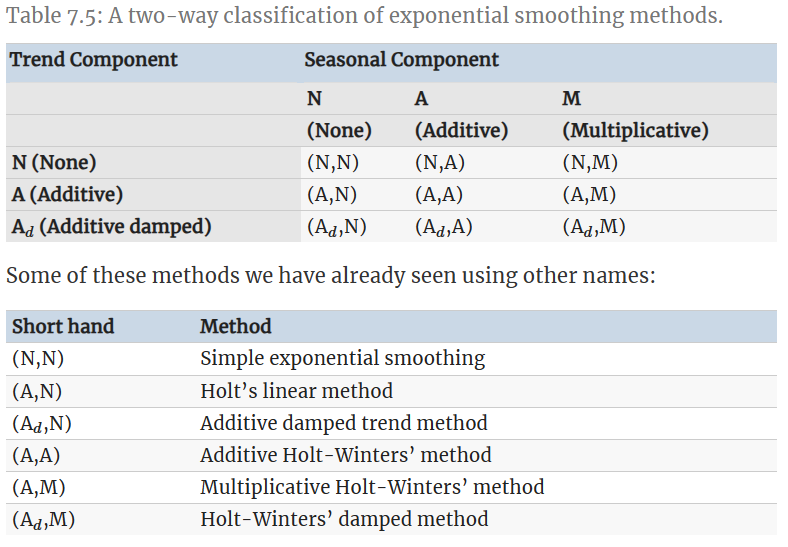 Table 7.5: A two-way classification of exponential smoothing methods.
Trend Component Seasonal Component
N A M
(None) (Additive) (Multiplicative)
N (None) (N,N) (N,A) (N,M)
A (Additive) (A,N) (A,A) (A,M)
A_d (Additive damped) (A_d,N) (A_d,A) (A_d,M)
Some of these methods we have already seen using other names:
Short hand Method
(N,N) Simple exponential smoothing
(A,N) Holt’s linear method
(A_d,N) Additive damped trend method
(A,A) Additive Holt-Winters’ method
(A,M) Multiplicative Holt-Winters’ method
(A_d,M) Holt-Winters’ damped method